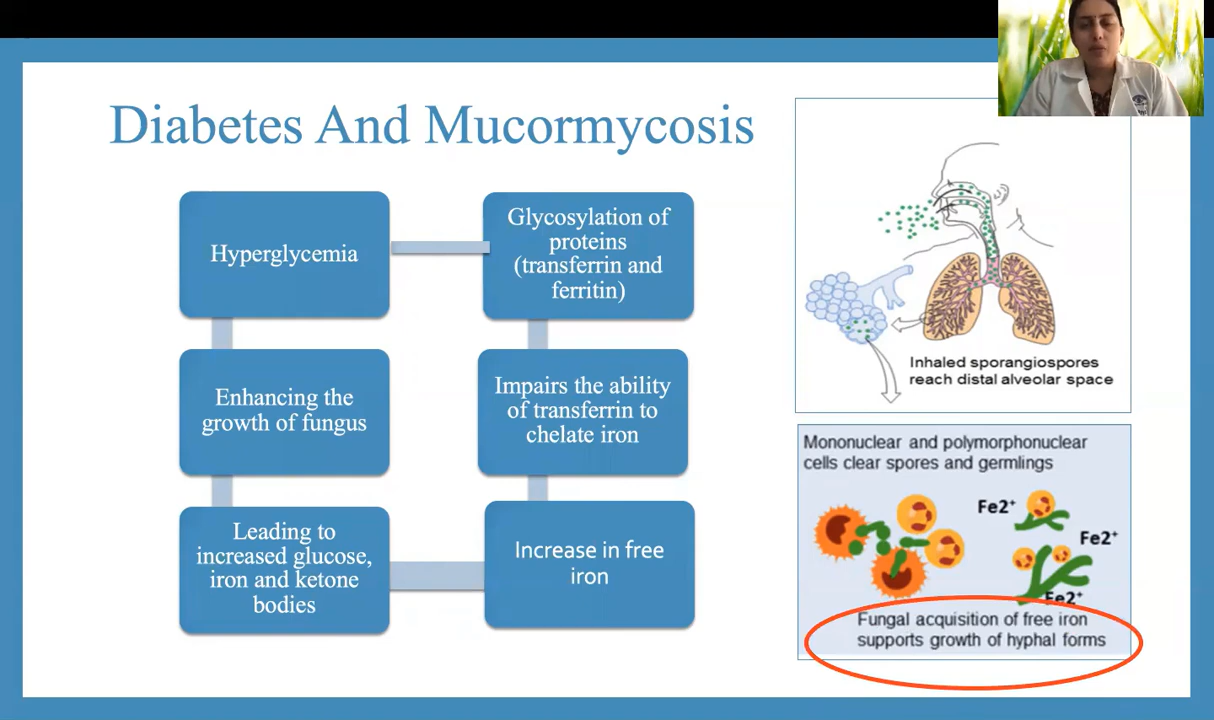 Diabetes And Mucormycosis
Hyperglycemia
Glycosylation of
proteins
(transferrin and
ferritin)
Enhancing the
growth of fungus
Impairs the ability
of transferrin to
chelate iron
Leading to
increased glucose,
iron and ketone
bodies
Increase in free
iron
Inhaled sporangiospores
reach distal alveolar space
Mononuclear and polymorphonuclear
cells clear spores and germlings
Fe2+
Fe2+
Fe2+
Fungal acquisition of free iron
supports growth of hyphal forms